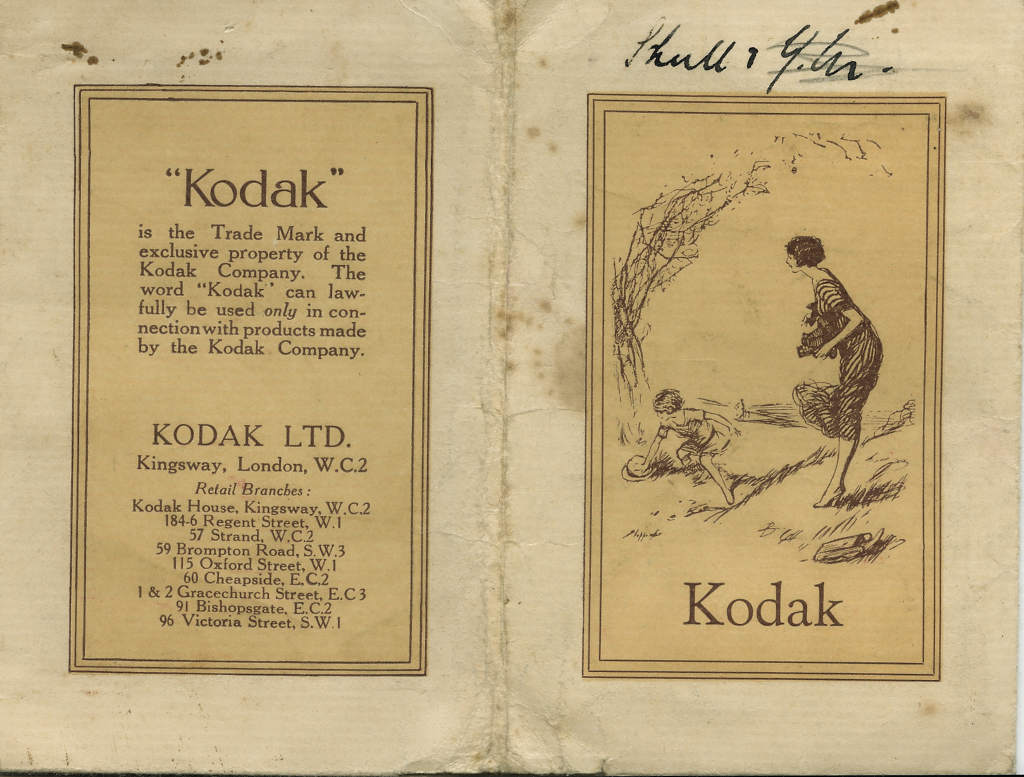 "Kodak"
is the Trade Mark and
exclusive property of the
Kodak Company. The
word "Kodak" can law-
fully be used only in con-
nection with products made
by the Kodak Company.
KODAK LTD.
Kingsway, London, W.C.2
Retail Branches:
Kodak House, Kingsway, W.C.2
184-6 Regent Street, W.1
57 Strand, W.C.2
59 Brompton Road, S.W.3
115 Oxford Street, W.1
60 Cheapside, E.C.2
1 & 2 Gracechurch Street, E.C 3
91 Bishopsgate, E.C.2
96 Victoria Street, S.W.1
Kodak